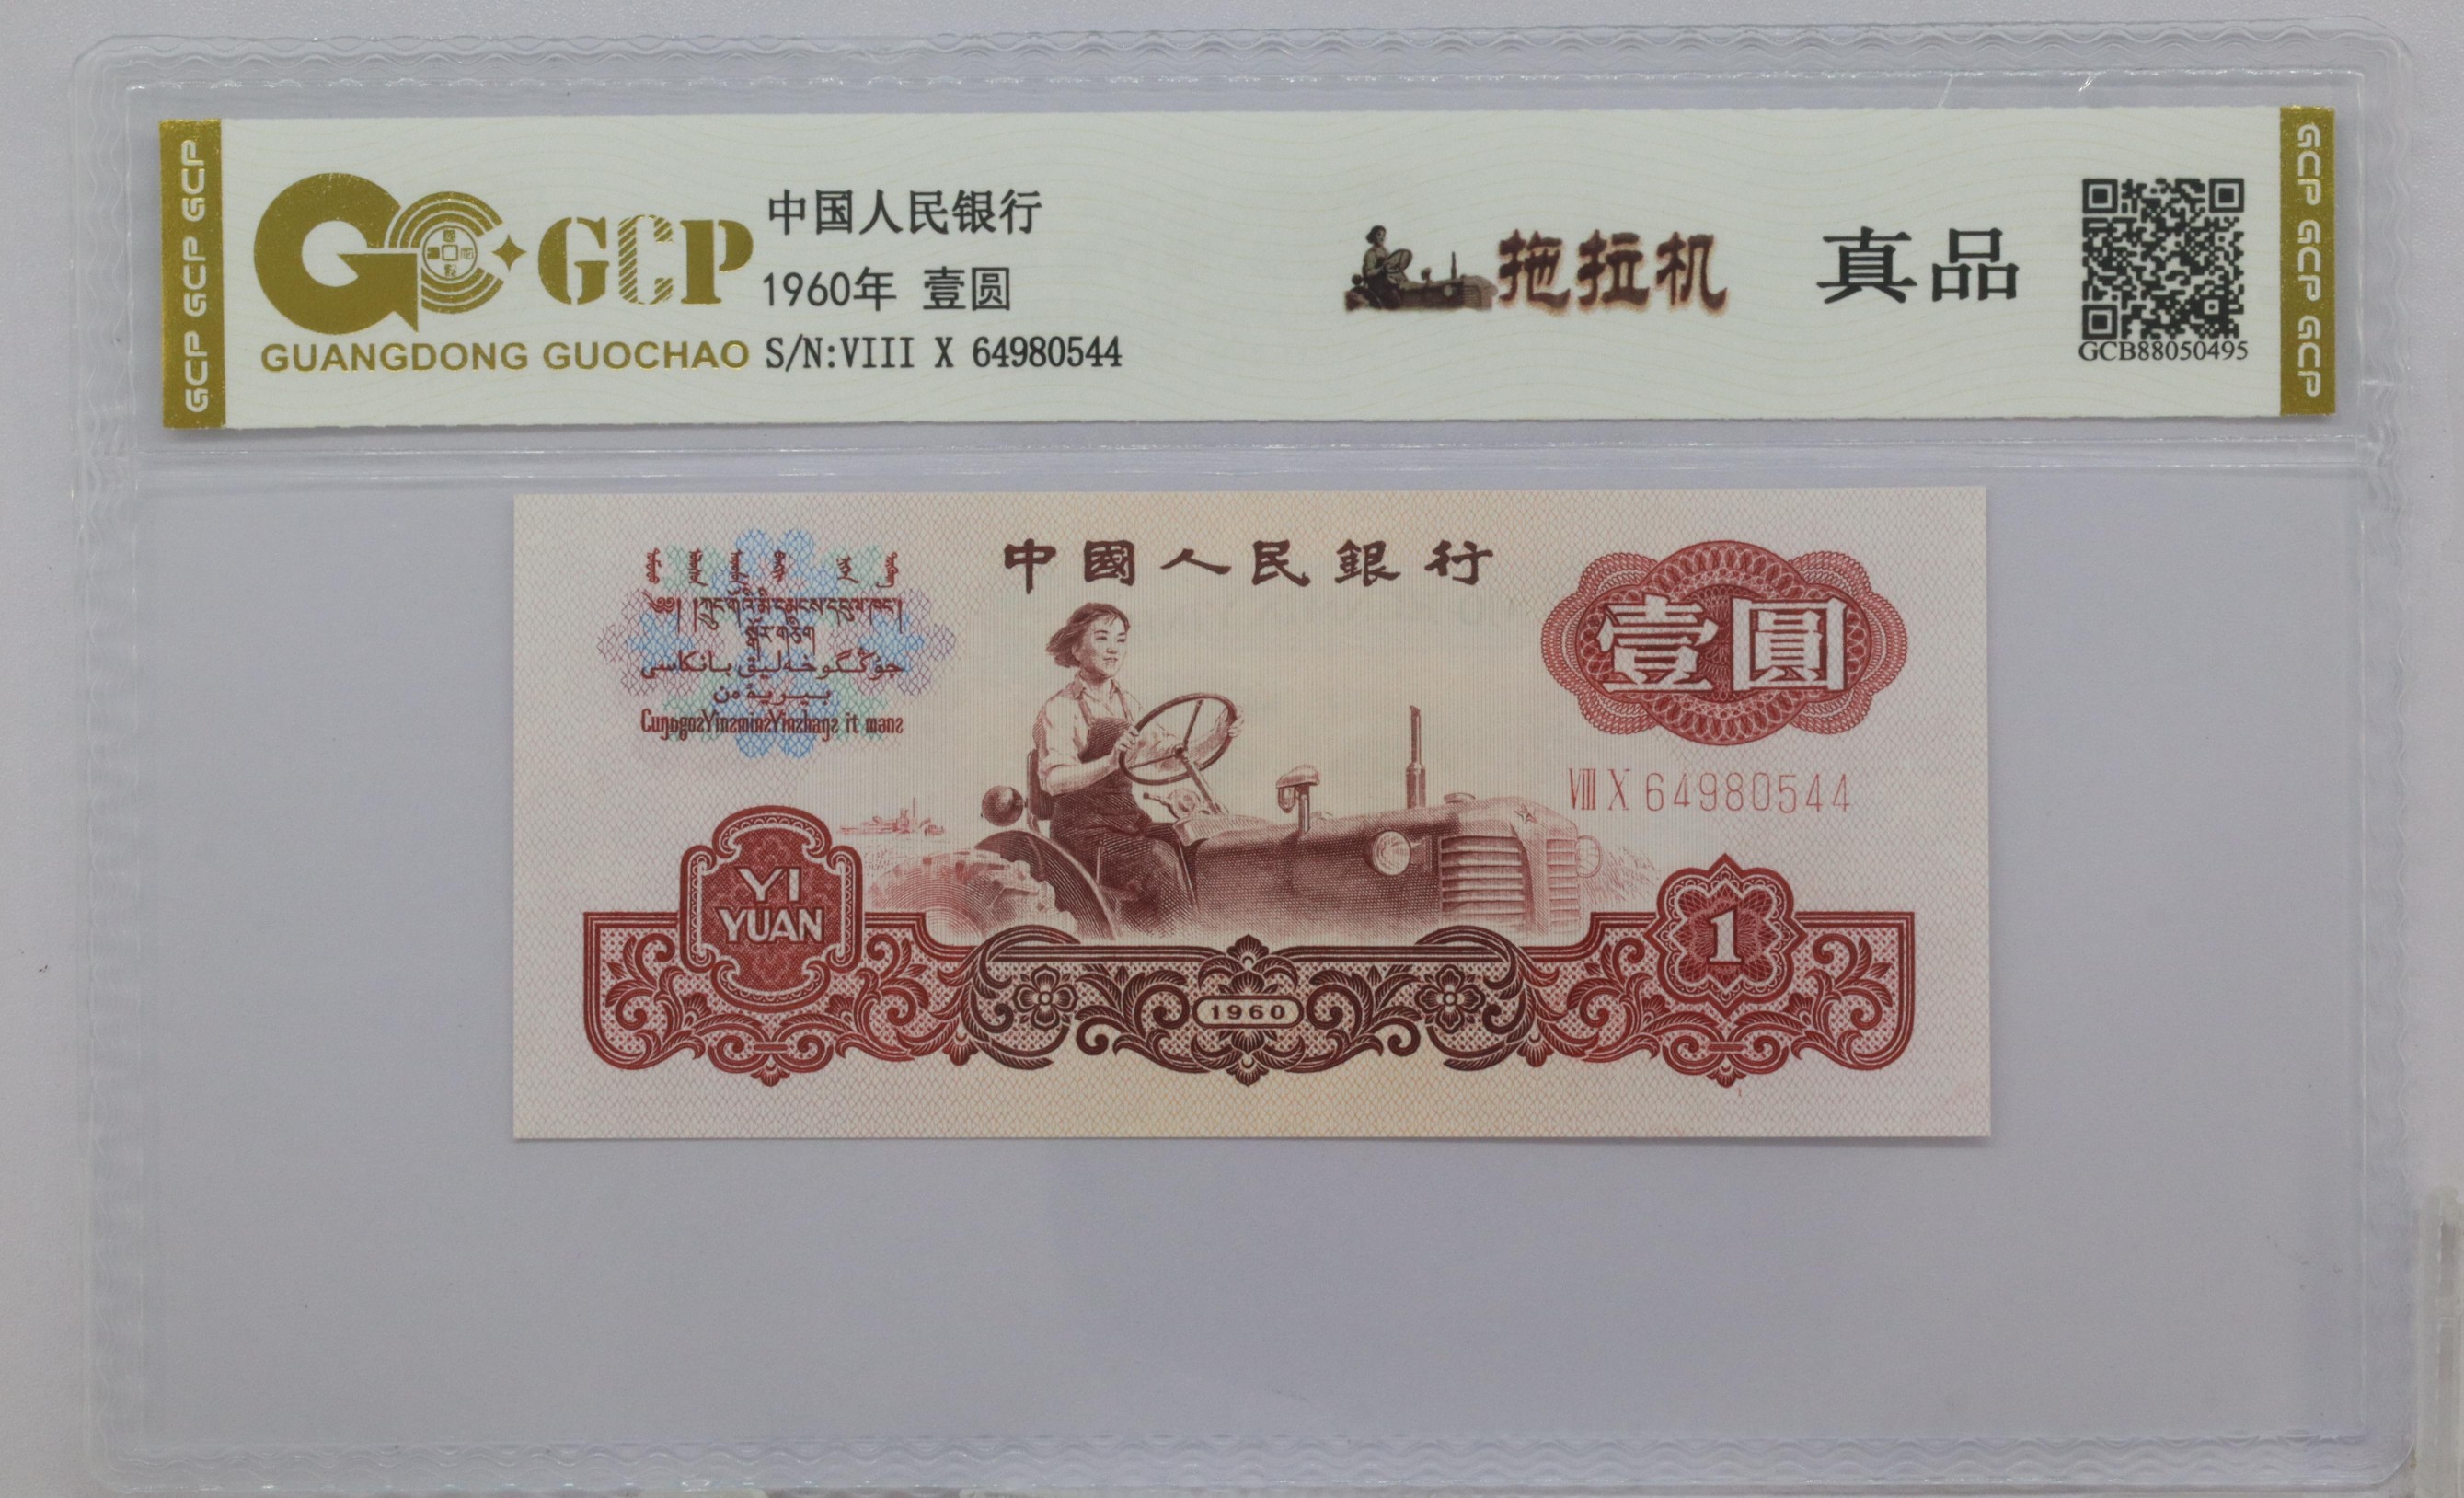 GCP GCP GCP
GCP
GUANGDONG GUOCHAO
中国人民银行
1960年 壹圆
S/N:VIII X 64980544
拖拉机
真品
GCB88050495
GCP GCP GCP
中國人民銀行
壹圓
VIII X 64980544
YI
YUAN
1960
1